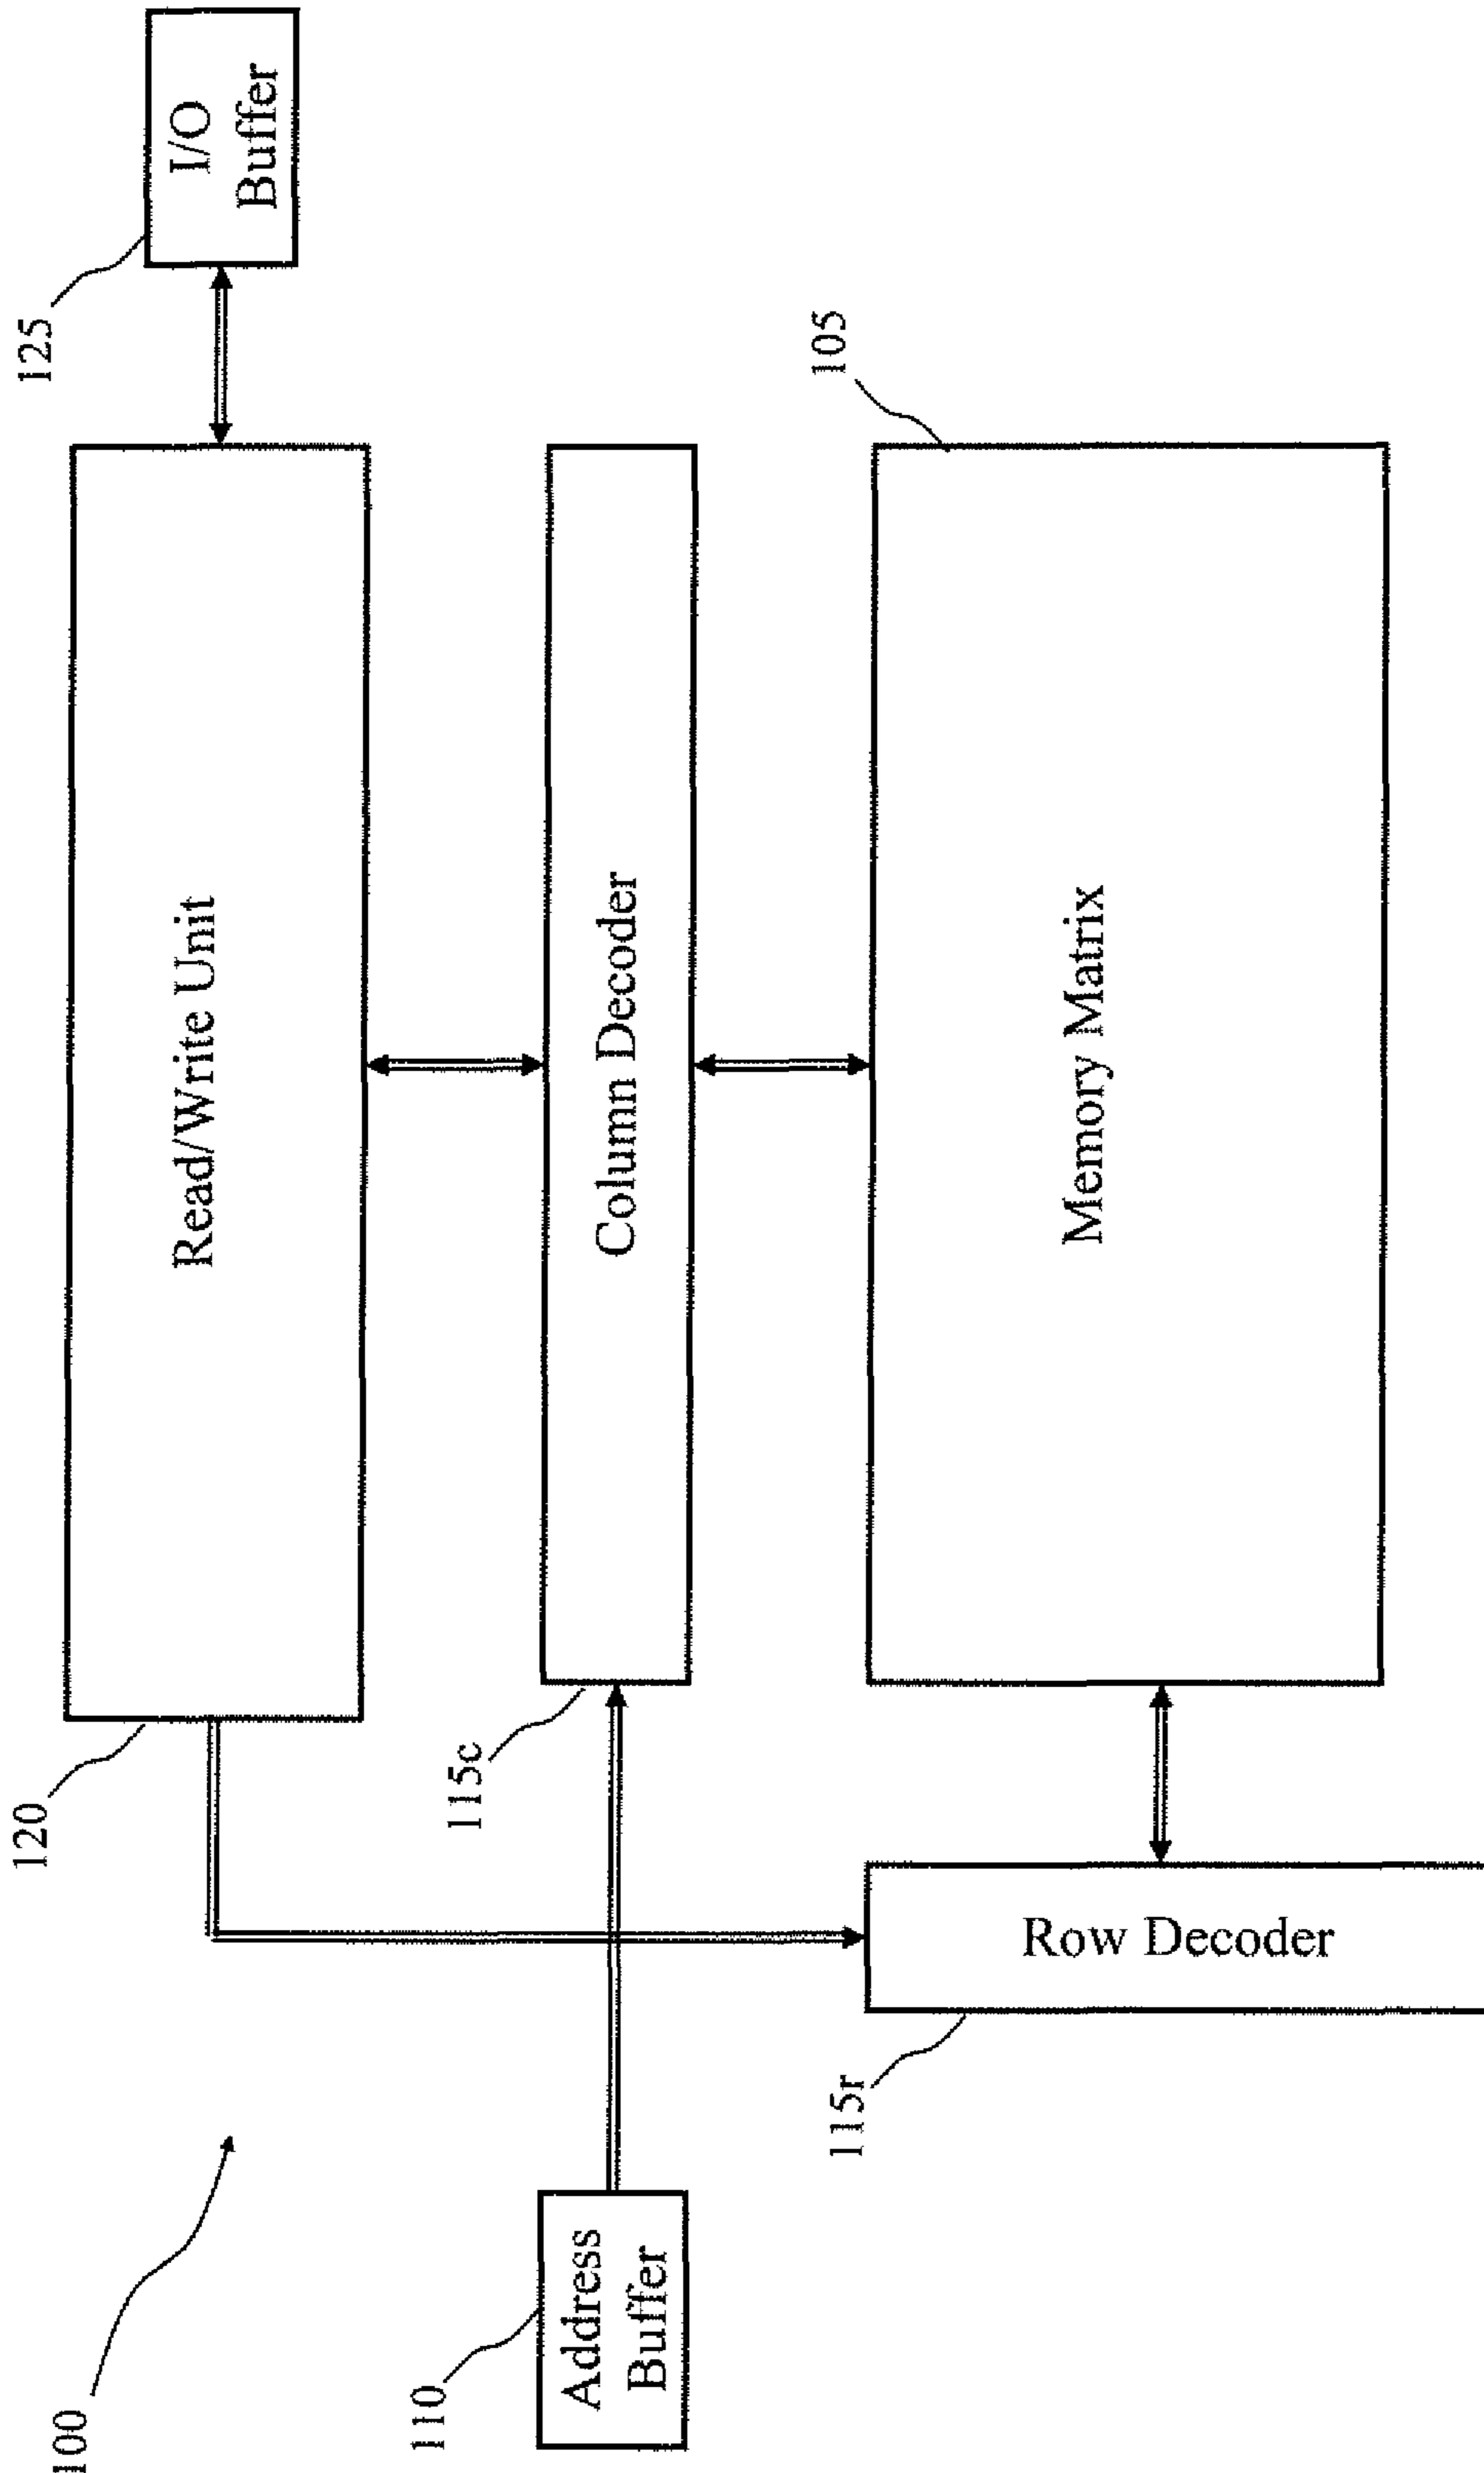 100
120
Read/Write Unit
125
I/O
Buffer
110
Address
Buffer
115c
Column Decoder
115r
Row Decoder
105
Memory Matrix